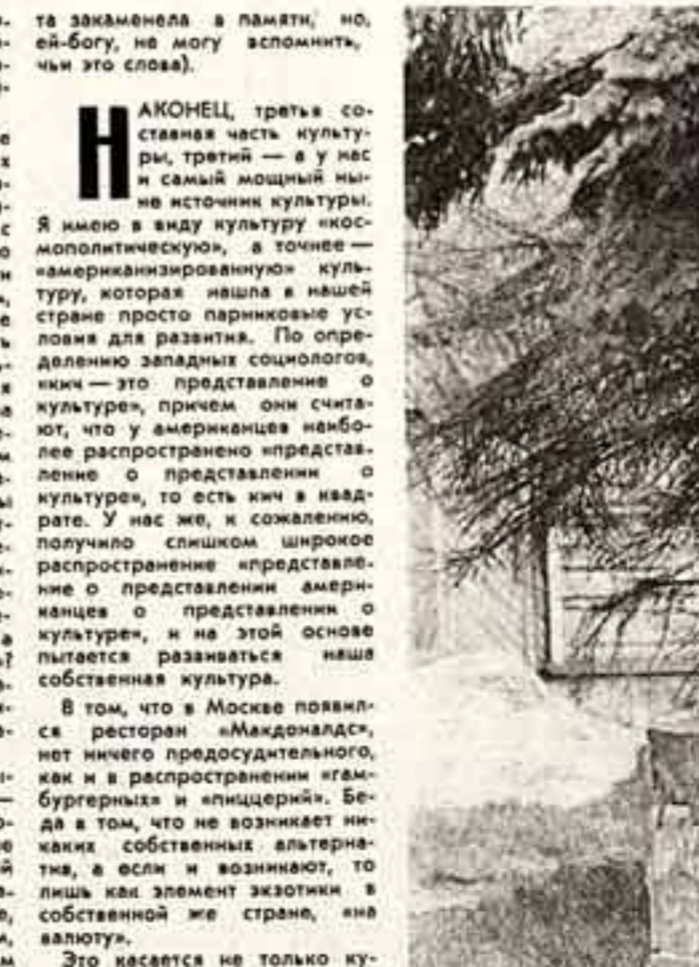 та закаменела в памяти, но,
ей-богу, не могу вспомнить,
чьи это слова).
НАКОНЕЦ, третья со-
ставная часть культу-
ры, третий — а у нас
и самый мощный ны-
не источник культуры.
Я имею в виду культуру «кос-
мополитическую», а точнее —
«американизированную» куль-
туру, которая нашла в нашей
стране просто парниковые ус-
ловия для развития. По опре-
делению западных социологов,
«кич — это представление о
культуре», причем они счита-
ют, что у американцев наибо-
лее распространено «представ-
ление о представлении о
культуре», то есть кич в квад-
рате. У нас же, к сожалению,
получило слишком широкое
распространение «представле-
ние о представлении амери-
канцев о представлении о
культуре», и на этой основе
пытается развиваться наша
собственная культура.
В том, что в Москве появил-
ся ресторан «Макдоналдс»,
нет ничего предосудительного,
как и в распространении «гам-
бургерных» и «пиццерий». Бе-
да в том, что не возникает ни-
каких собственных альтерна-
тив, а если и возникают, то
лишь как элемент экзотики в
собственной же стране, «на
валюту».
Это касается не только ку-